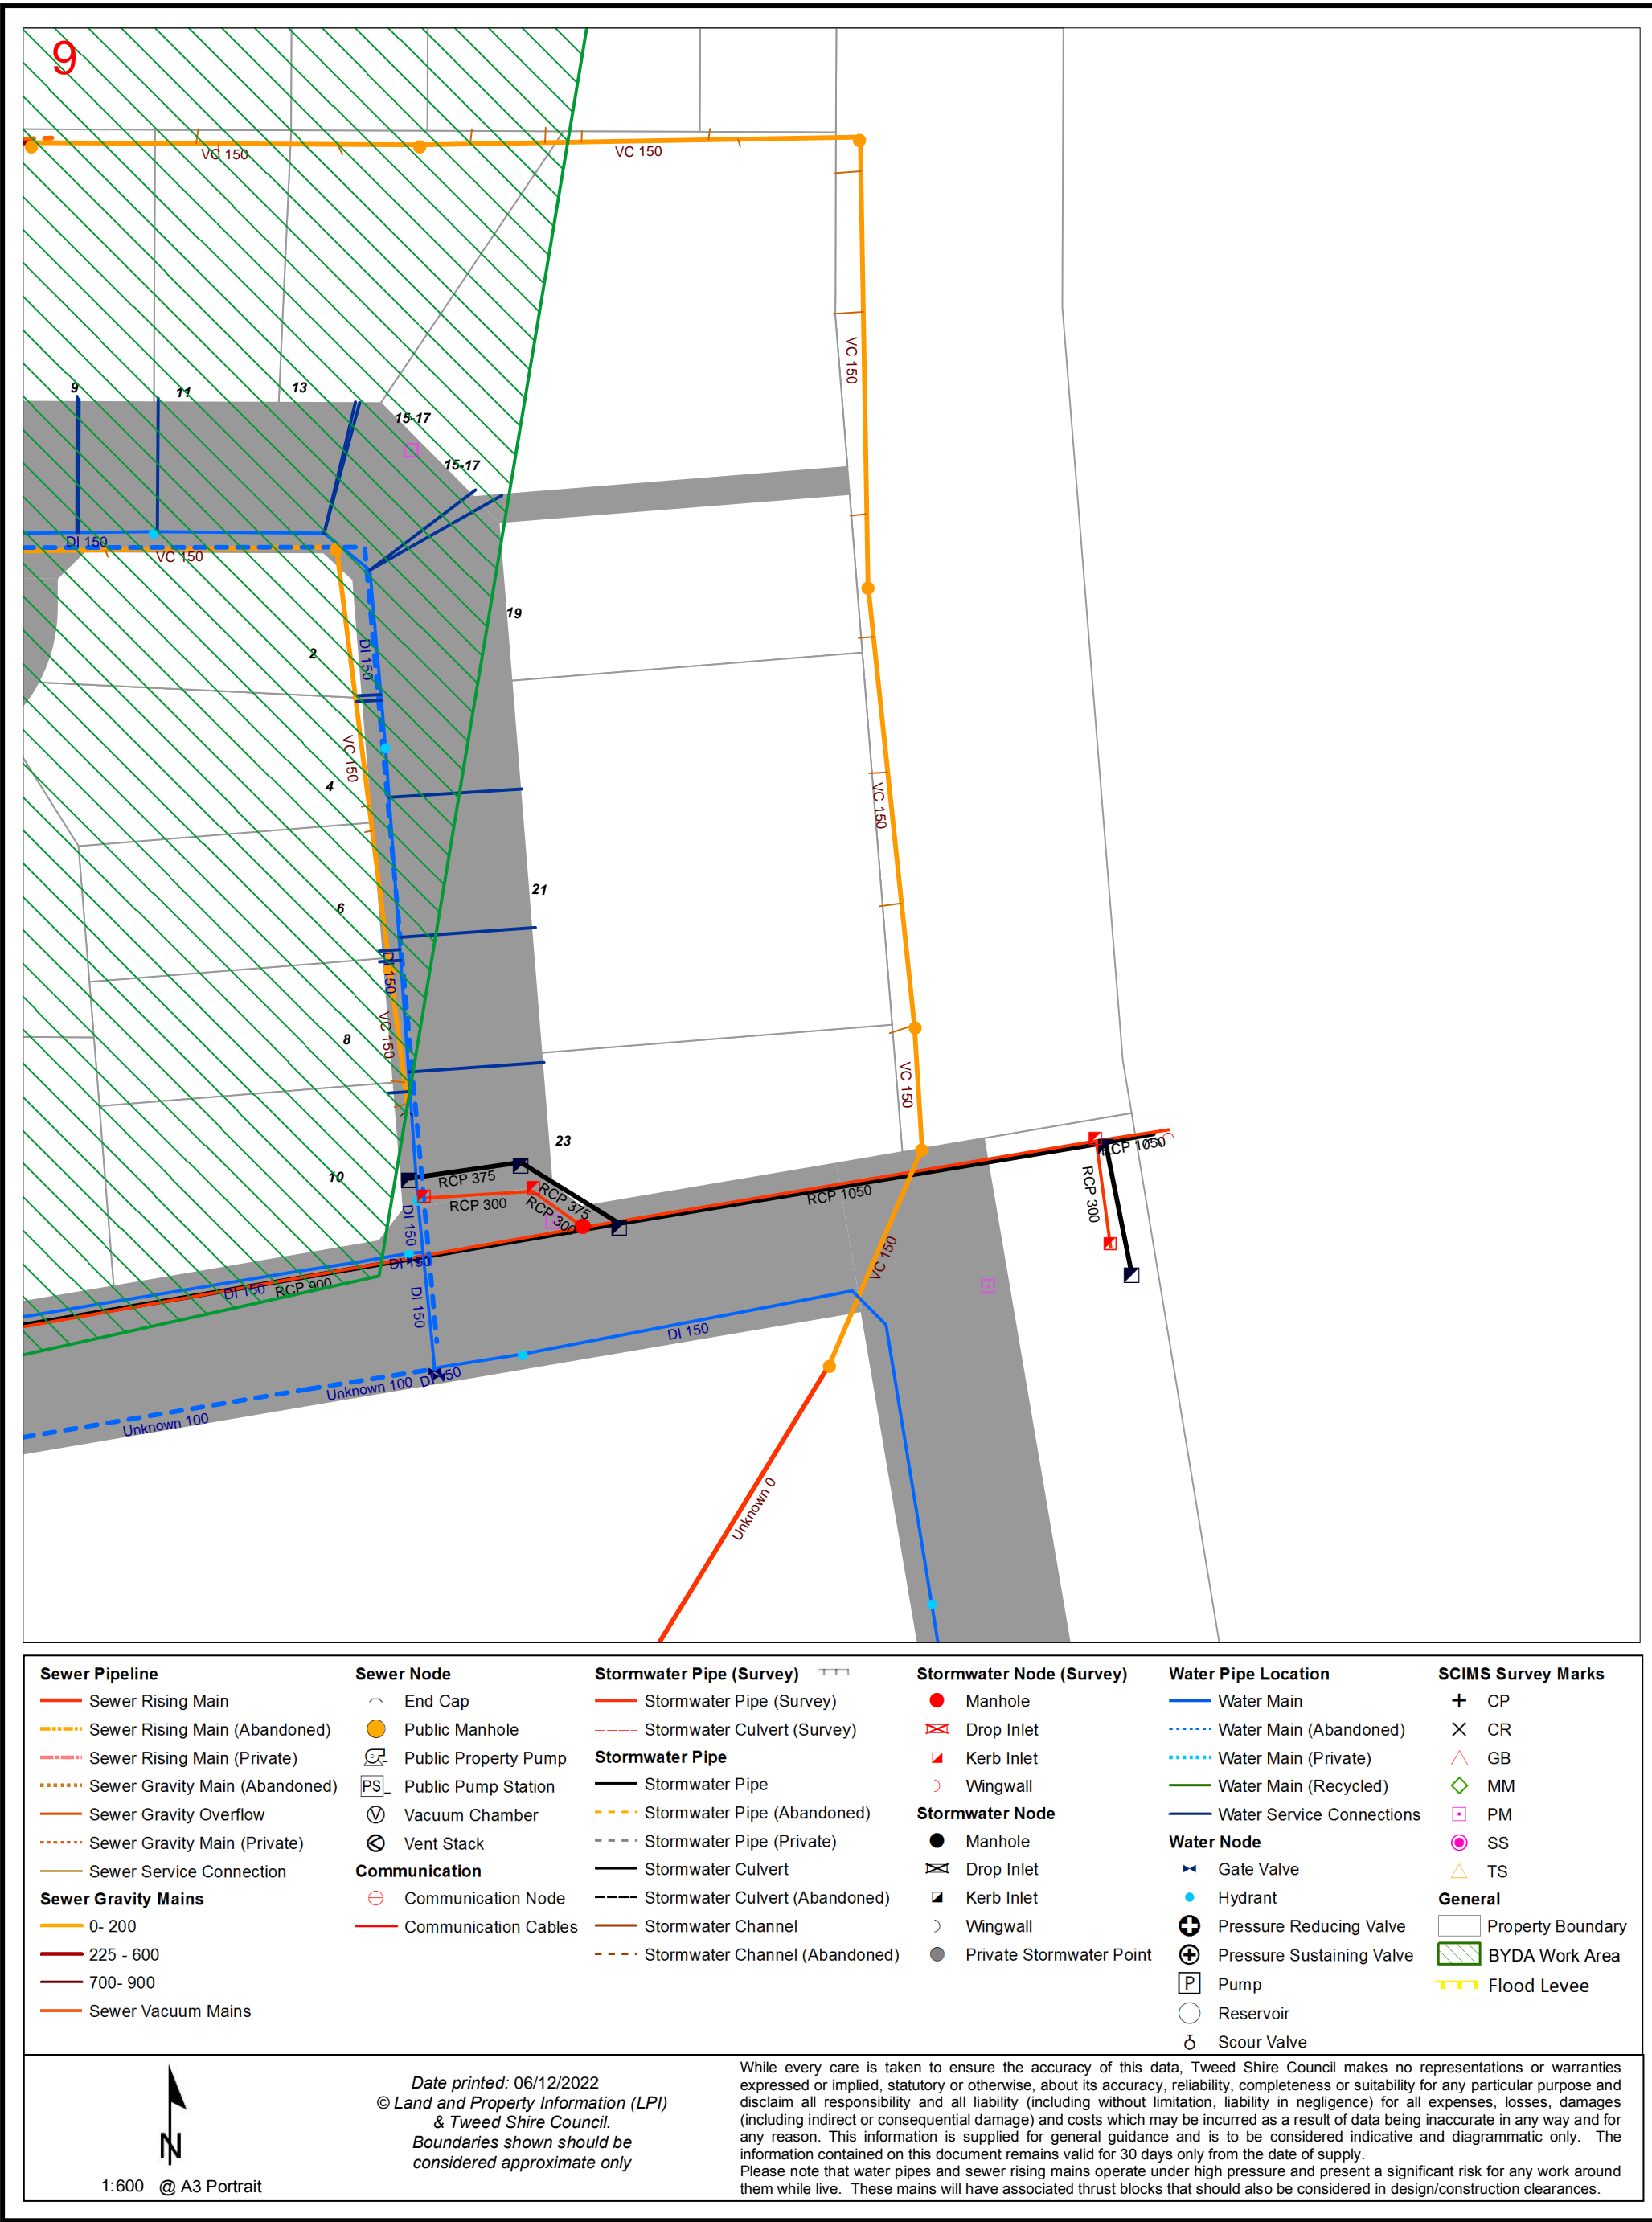 9
VC 150
VC 150
VC 150
9
11
13
15-17
15-17
DI 150
VC 150
19
2
DI 150
VC 150
4
VC 150
21
6
DI 150
VC 150
8
VC 150
23
10
RCP 375
RCP 300
RCP 375
RCP 300
RCP 1050
RCP 1050
RCP 300
DI 150
DI 150
DI 150
RCP 900
DI 150
VC 150
DI 150
Unknown 100
DI 150
Unknown 100
Unknown 0
Sewer Pipeline
Sewer Rising Main
Sewer Rising Main (Abandoned)
Sewer Rising Main (Private)
Sewer Gravity Main (Abandoned)
Sewer Gravity Overflow
Sewer Gravity Main (Private)
Sewer Service Connection
Sewer Gravity Mains
0- 200
225 - 600
700- 900
Sewer Vacuum Mains
Sewer Node
End Cap
Public Manhole
Public Property Pump
PS Public Pump Station
V Vacuum Chamber
Vent Stack
Communication
Communication Node
Communication Cables
Stormwater Pipe (Survey)
Stormwater Pipe (Survey)
Stormwater Culvert (Survey)
Stormwater Pipe
Stormwater Pipe
Stormwater Pipe (Abandoned)
Stormwater Pipe (Private)
Stormwater Culvert
Stormwater Culvert (Abandoned)
Stormwater Channel
Stormwater Channel (Abandoned)
Stormwater Node (Survey)
Manhole
Drop Inlet
Kerb Inlet
Wingwall
Stormwater Node
Manhole
Drop Inlet
Kerb Inlet
Wingwall
Private Stormwater Point
Water Pipe Location
Water Main
Water Main (Abandoned)
Water Main (Private)
Water Main (Recycled)
Water Service Connections
Water Node
Gate Valve
Hydrant
Pressure Reducing Valve
Pressure Sustaining Valve
P Pump
Reservoir
Scour Valve
SCIMS Survey Marks
CP
CR
GB
MM
PM
SS
TS
General
Property Boundary
BYDA Work Area
Flood Levee
N
1:600 @ A3 Portrait
Date printed: 06/12/2022
© Land and Property Information (LPI)
& Tweed Shire Council.
Boundaries shown should be
considered approximate only
While every care is taken to ensure the accuracy of this data, Tweed Shire Council makes no representations or warranties
expressed or implied, statutory or otherwise, about its accuracy, reliability, completeness or suitability for any particular purpose and
disclaim all responsibility and all liability (including without limitation, liability in negligence) for all expenses, losses, damages
(including indirect or consequential damage) and costs which may be incurred as a result of data being inaccurate in any way and for
any reason. This information is supplied for general guidance and is to be considered indicative and diagrammatic only. The
information contained on this document remains valid for 30 days only from the date of supply.
Please note that water pipes and sewer rising mains operate under high pressure and present a significant risk for any work around
them while live. These mains will have associated thrust blocks that should also be considered in design/construction clearances.